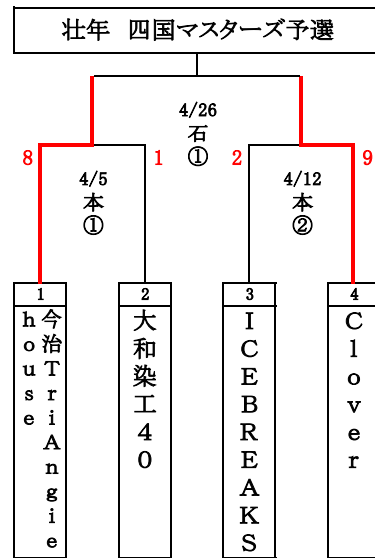 壮年 四国マスターズ予選
4/26
石
①
8
1
2
9
4/5
本
①
4/12
本
②
1
2
3
4
今治TriAngie
house
大和染工40
ICEBREAKS
Clover